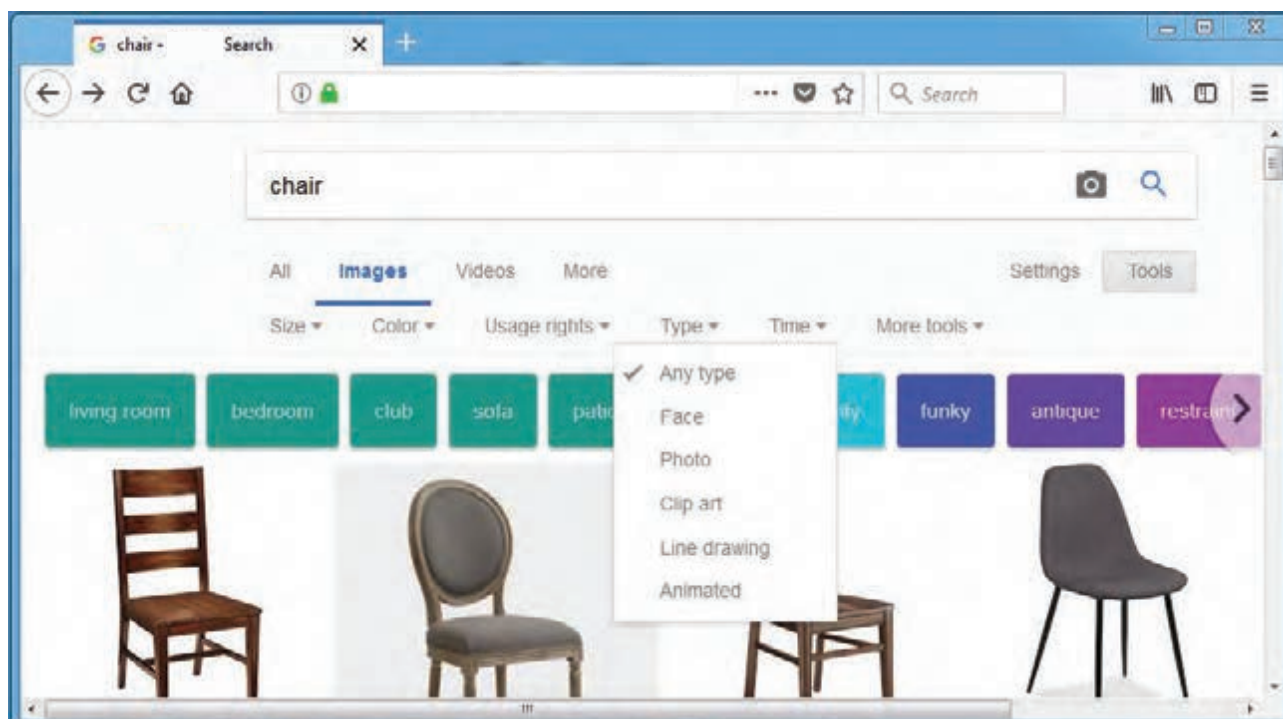 chair - Search
Search
chair
All Images Videos More Settings Tools
Size Color Usage rights Type Time More tools
Any type
Face
Photo
Clip art
Line drawing
Animated
living room bedroom club sofa funky antique